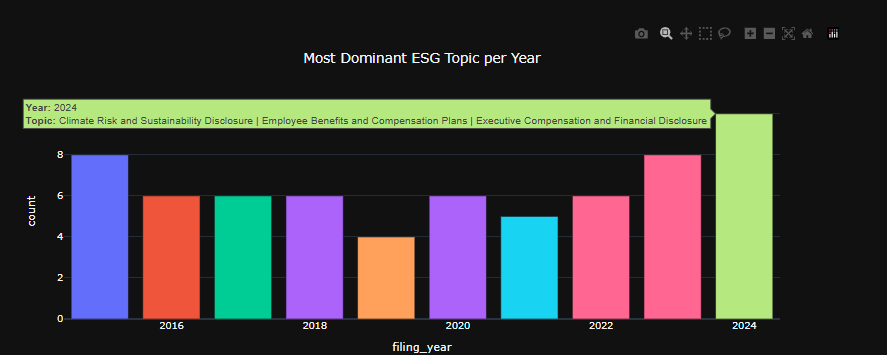 Most Dominant ESG Topic per Year
Year: 2024
Topic: Climate Risk and Sustainability Disclosure | Employee Benefits and Compensation Plans | Executive Compensation and Financial Disclosure
8
6
4
2
0
count
2016
2018
2020
2022
2024
filing_year